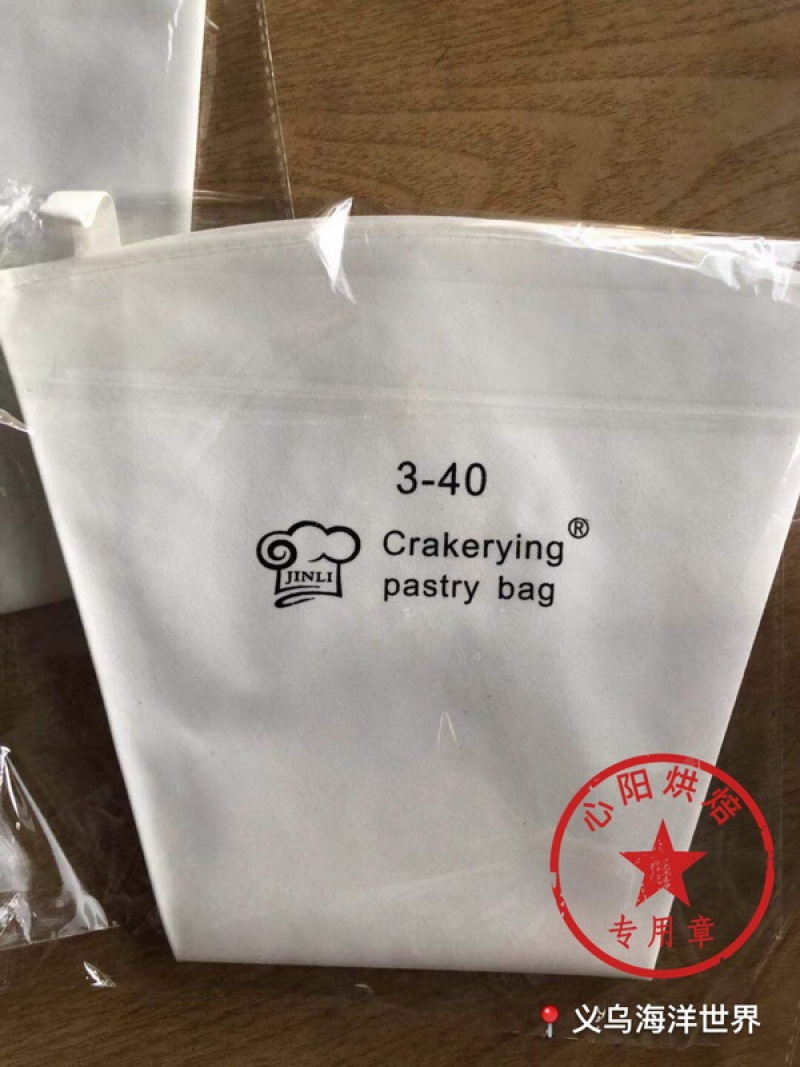 3-40
JINLI
Crakerying®
pastry bag
心阳烘焙
专用章
义乌海洋世界